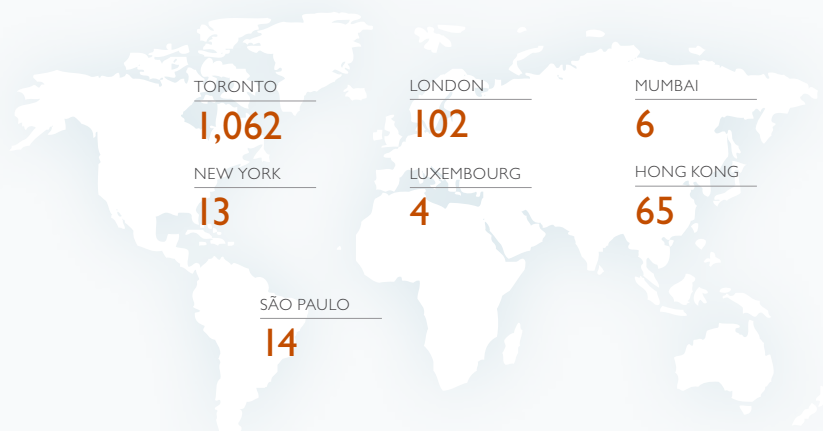 TORONTO
1,062
NEW YORK
13
LONDON
102
LUXEMBOURG
4
MUMBAI
6
HONG KONG
65
SÃO PAULO
14